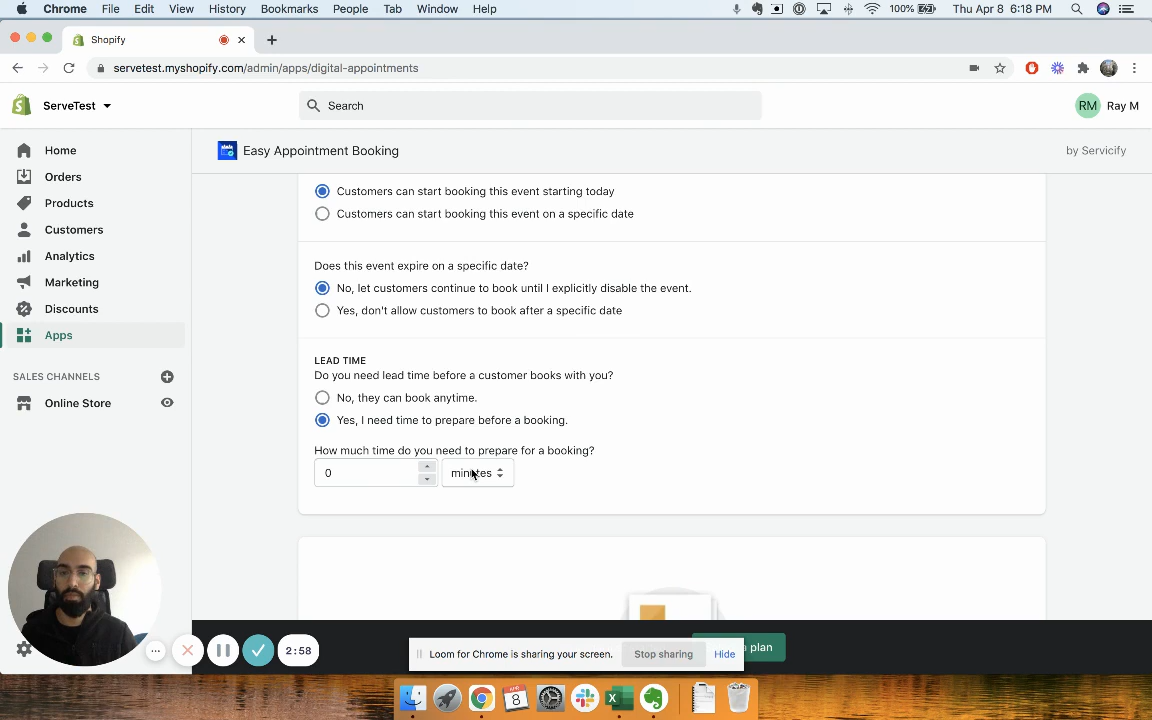 Chrome File Edit View History Bookmarks People Tab Window Help 100% Thu Apr 8 6:18 PM
Shopify
servetest.myshopify.com/admin/apps/digital-appointments
ServeTest
Search
RM Ray M
Easy Appointment Booking
by Servicify
Home
Orders
Products
Customers
Analytics
Marketing
Discounts
Apps
SALES CHANNELS
Online Store
Customers can start booking this event starting today
Customers can start booking this event on a specific date
Does this event expire on a specific date?
No, let customers continue to book until I explicitly disable the event.
Yes, don't allow customers to book after a specific date
LEAD TIME
Do you need lead time before a customer books with you?
No, they can book anytime.
Yes, I need time to prepare before a booking.
How much time do you need to prepare for a booking?
0 minutes
plan
2:58
Loom for Chrome is sharing your screen. Stop sharing Hide
APR
8